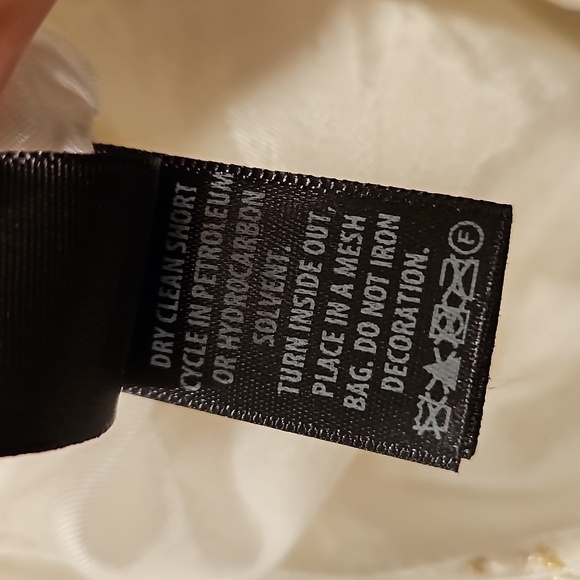 DRY CLEAN SHORT
CYCLE IN PETROLEUM
OR HYDROCARBON
SOLVENT.
TURN INSIDE OUT,
PLACE IN A MESH
BAG. DO NOT IRON
DECORATION.
E